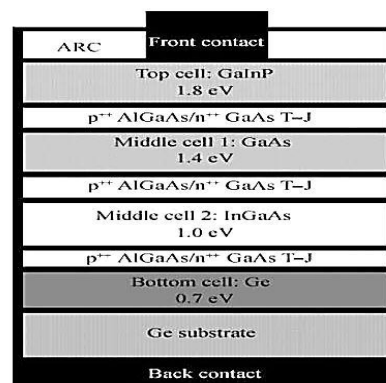 Front contact
ARC
Top cell: GaInP
1.8 eV
p⁺⁺ AlGaAs/n⁺⁺ GaAs T–J
Middle cell 1: GaAs
1.4 eV
p⁺⁺ AlGaAs/n⁺⁺ GaAs T–J
Middle cell 2: InGaAs
1.0 eV
p⁺⁺ AlGaAs/n⁺⁺ GaAs T–J
Bottom cell: Ge
0.7 eV
Ge substrate
Back contact